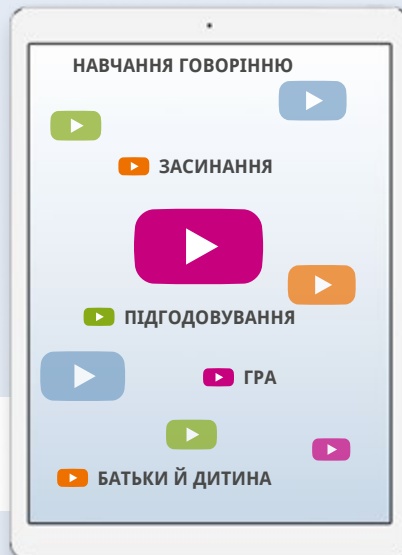 НАВЧАННЯ ГОВОРІННЮ
ЗАСИНАННЯ
ПІДГОДОВУВАННЯ
ГРА
БАТЬКИ Й ДИТИНА